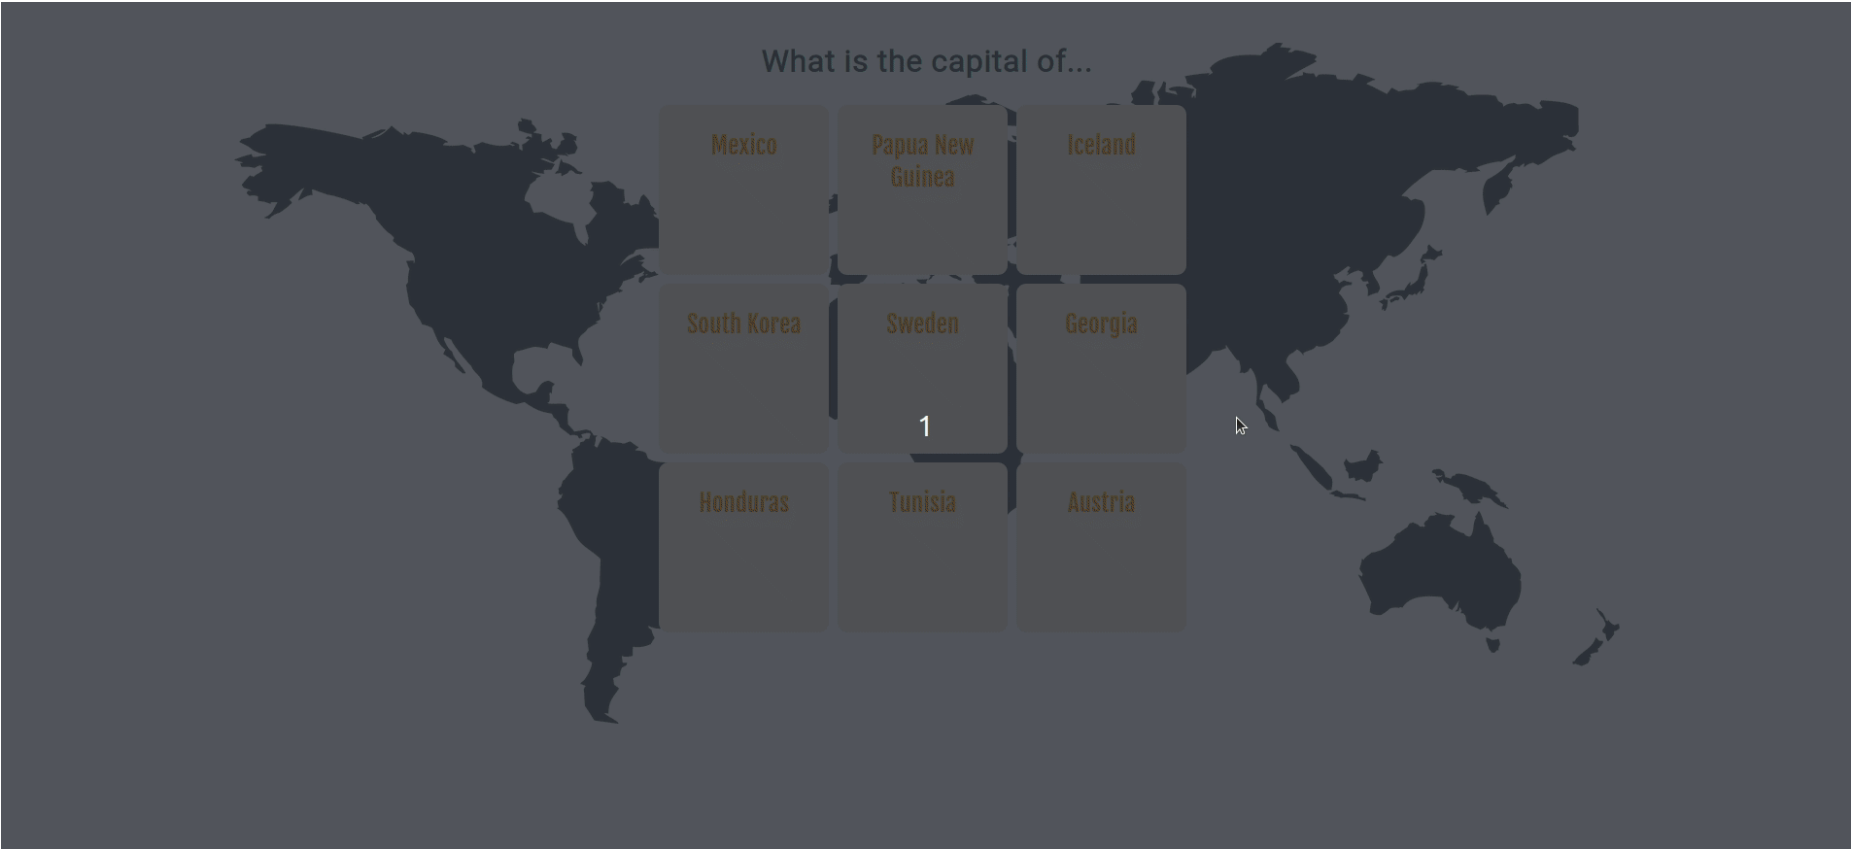 What is the capital of...
Mexico
Papua New
Guinea
Iceland
South Korea
Sweden
Georgia
1
Honduras
Tunisia
Austria